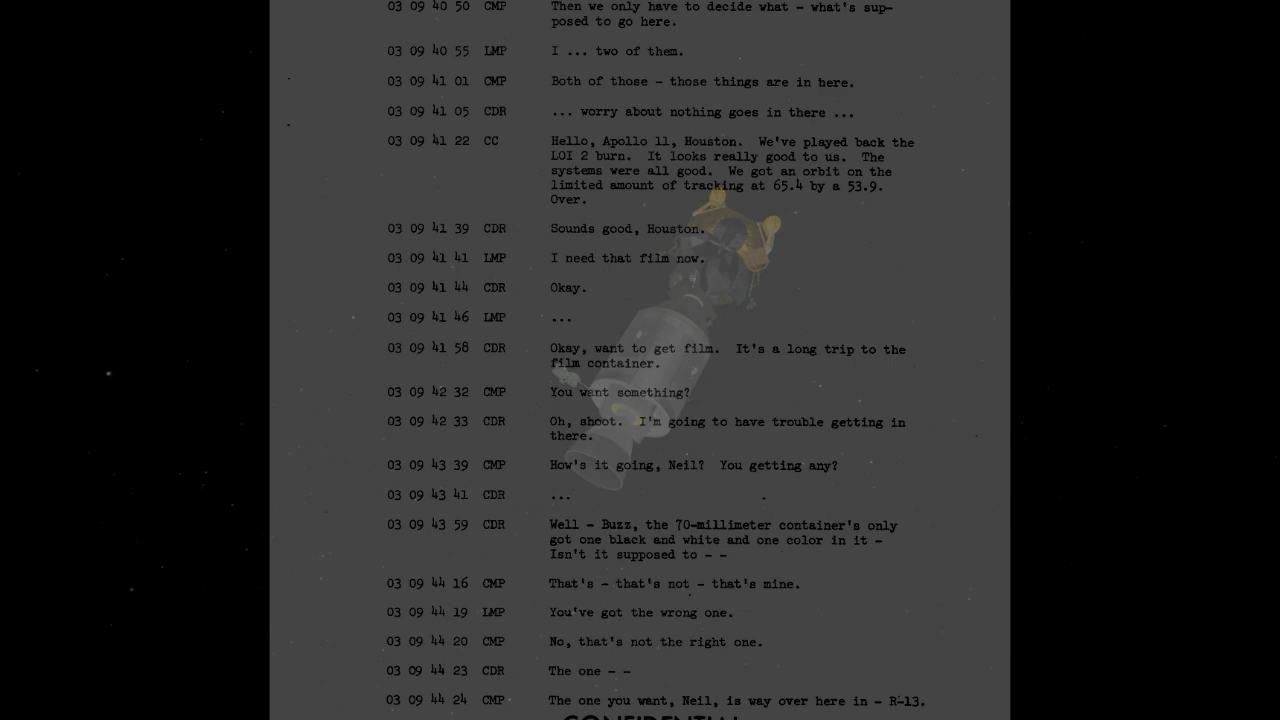 03 09 40 50 CMP Then we only have to decide what - what's sup-
posed to go here.
03 09 40 55 LMP I ... two of them.
03 09 41 01 CMP Both of those - those things are in here.
03 09 41 05 CDR ... worry about nothing goes in there ...
03 09 41 22 CC Hello, Apollo 11, Houston. We've played back the
LOI 2 burn. It looks really good to us. The
systems were all good. We got an orbit on the
limited amount of tracking at 65.4 by a 53.9.
Over.
03 09 41 39 CDR Sounds good, Houston.
03 09 41 41 LMP I need that film now.
03 09 41 44 CDR Okay.
03 09 41 46 LMP ...
03 09 41 58 CDR Okay, want to get film. It's a long trip to the
film container.
03 09 42 32 CMP You want something?
03 09 42 33 CDR Oh, shoot. I'm going to have trouble getting in
there.
03 09 43 39 CMP How's it going, Neil? You getting any?
03 09 43 41 CDR ...
03 09 43 59 CDR Well - Buzz, the 70-millimeter container's only
got one black and white and one color in it -
Isn't it supposed to - -
03 09 44 16 CMP That's - that's not - that's mine.
03 09 44 19 LMP You've got the wrong one.
03 09 44 20 CMP No, that's not the right one.
03 09 44 23 CDR The one - -
03 09 44 24 CMP The one you want, Neil, is way over here in - R-13.
CONFIDENTIAL